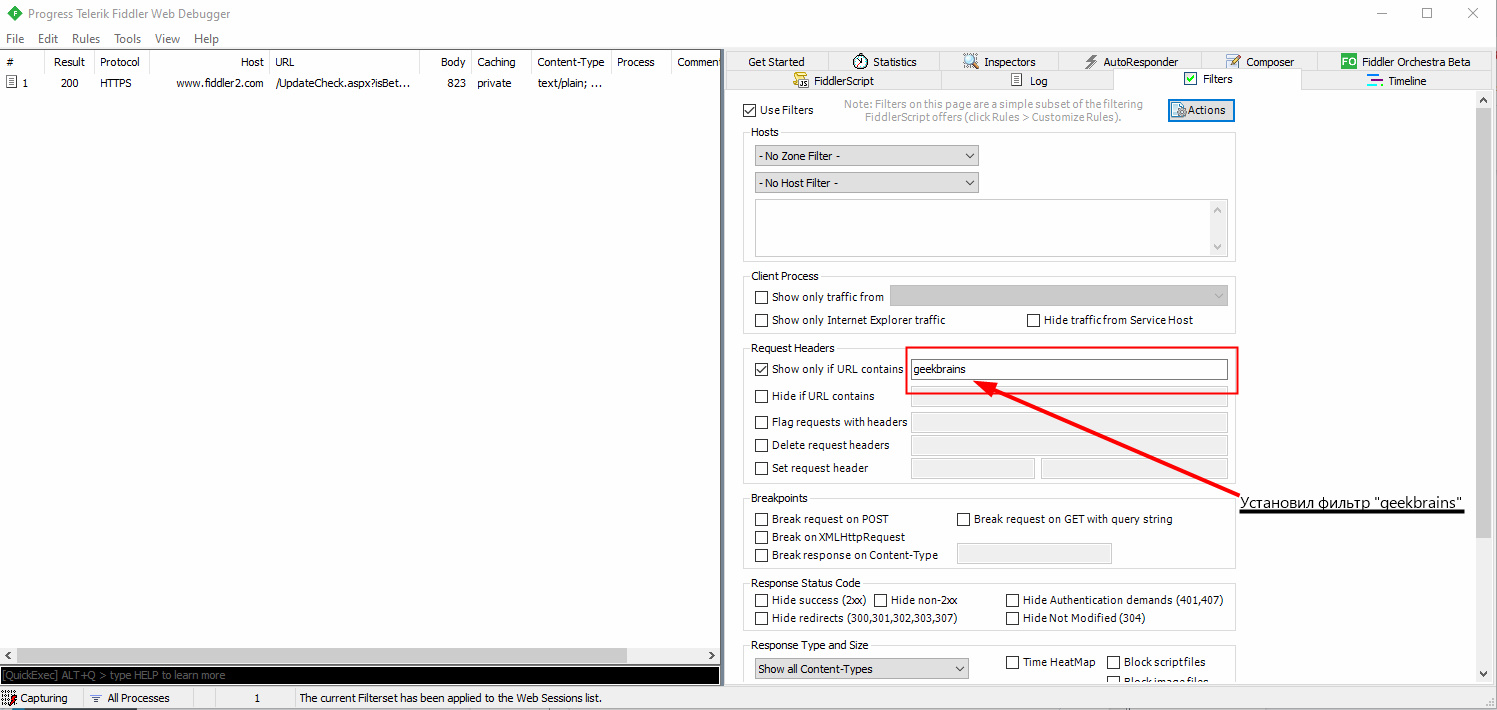 Progress Telerik Fiddler Web Debugger
File Edit Rules Tools View Help
# Result Protocol Host URL Body Caching Content-Type Process Comment
1 200 HTTPS www.fiddler2.com /UpdateCheck.aspx?isBet... 823 private text/plain; ...
Get Started Statistics Inspectors AutoResponder Composer FO Fiddler Orchestra Beta
JS FiddlerScript Log Filters Timeline
Use Filters
Note: Filters on this page are a simple subset of the filtering
FiddlerScript offers (click Rules > Customize Rules).
Actions
Hosts
- No Zone Filter -
- No Host Filter -
Client Process
Show only traffic from
Show only Internet Explorer traffic Hide traffic from Service Host
Request Headers
Show only if URL contains geekbrains
Hide if URL contains
Flag requests with headers
Delete request headers
Set request header
Установил фильтр "geekbrains"
Breakpoints
Break request on POST Break request on GET with query string
Break on XMLHttpRequest
Break response on Content-Type
Response Status Code
Hide success (2xx) Hide non-2xx Hide Authentication demands (401,407)
Hide redirects (300,301,302,303,307) Hide Not Modified (304)
Response Type and Size
Show all Content-Types Time HeatMap Block script files
Block image files
[QuickExec] ALT+Q > type HELP to learn more
Capturing All Processes 1 The current Filterset has been applied to the Web Sessions list.